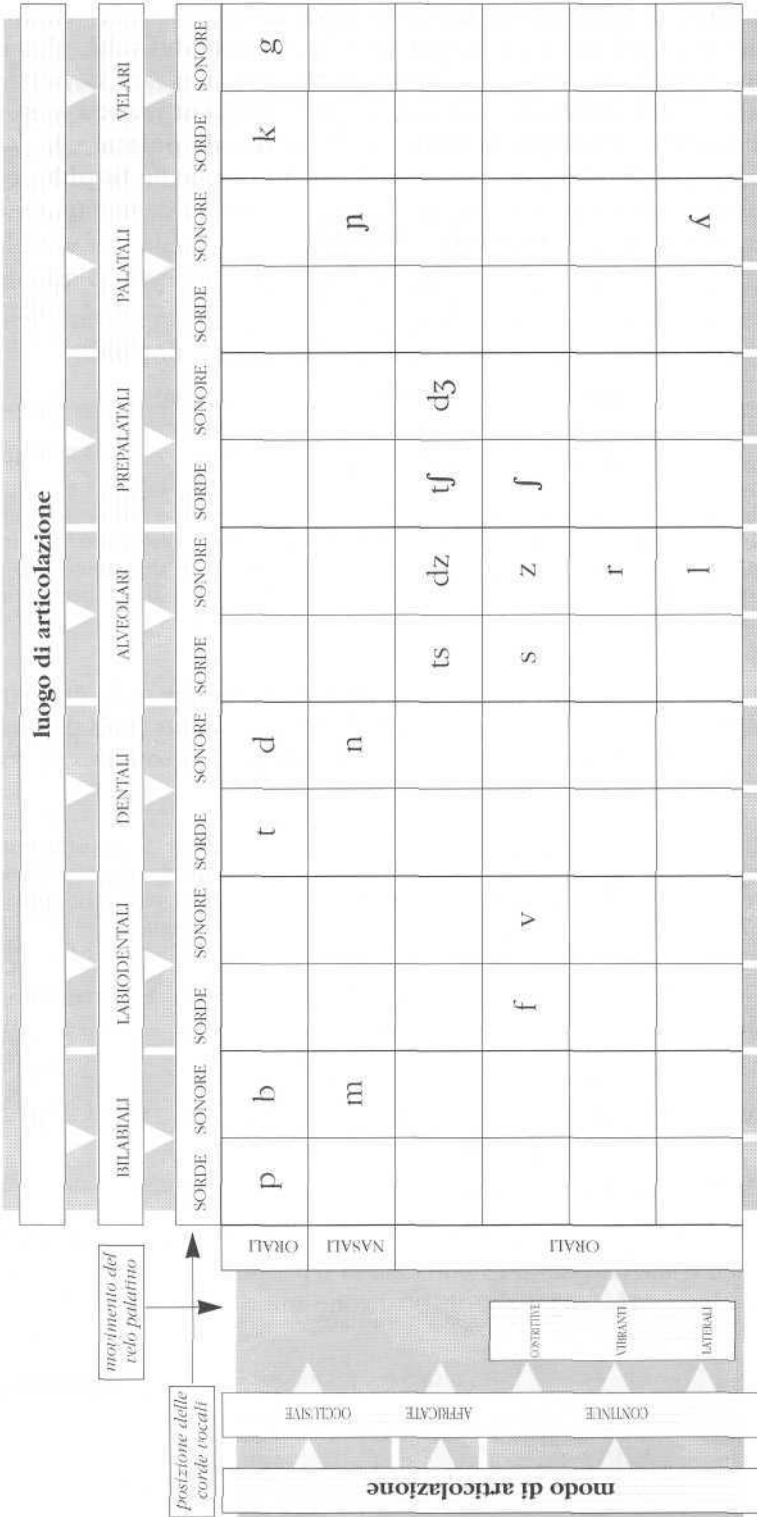 luogo di articolazione
BILABIALI LABIODENTALI DENTALI ALVEOLARI PREPALATALI PALATALI VELARI
SORDE SONORE SORDE SONORE SORDE SONORE SORDE SONORE SORDE SONORE SORDE SONORE SORDE SONORE
movimento del
velo palatino
posizione delle
corde vocali
modo di articolazione
OCCLUSIVE
AFFRICATE
CONTINUE
COSTRITTIVE
VIBRANTI
LATERALI
ORALI p b t d k g
NASALI m n ɲ
ORALI
ts dz tʃ dʒ
f v s z ʃ
r
l ʎ